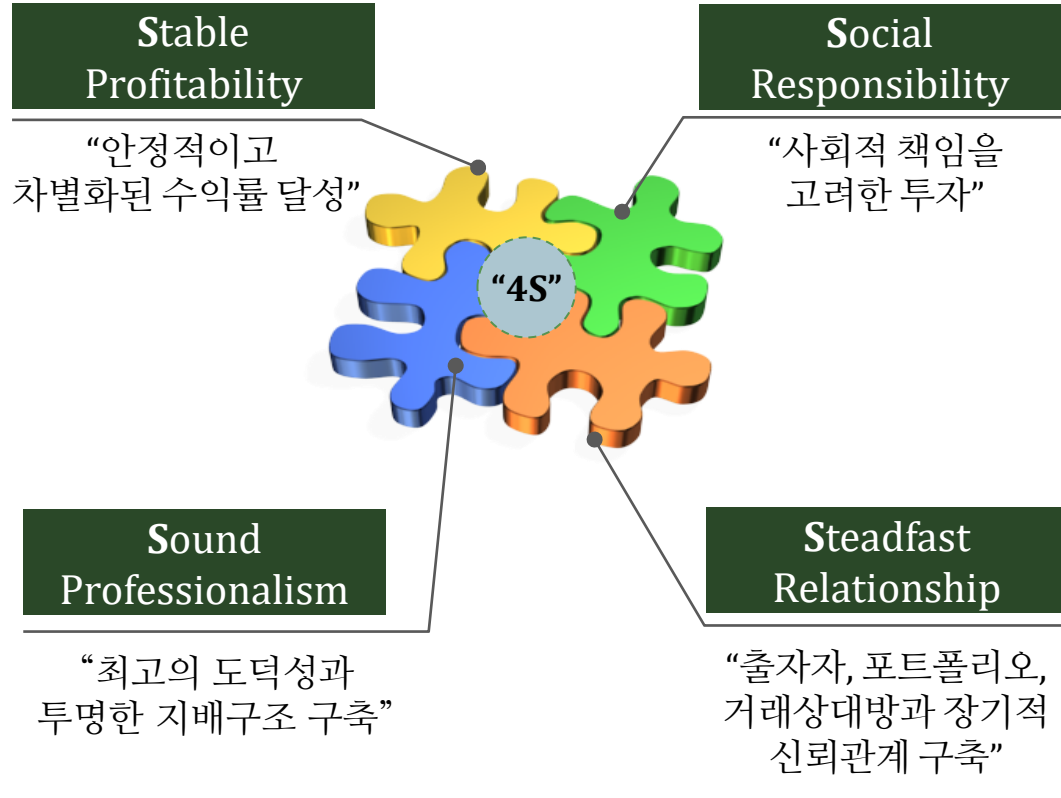 Stable
Profitability
“안정적이고
차별화된 수익률 달성”
Social
Responsibility
“사회적 책임을
고려한 투자”
“4S”
Sound
Professionalism
“최고의 도덕성과
투명한 지배구조 구축”
Steadfast
Relationship
“출자자, 포트폴리오,
거래상대방과 장기적
신뢰관계 구축”